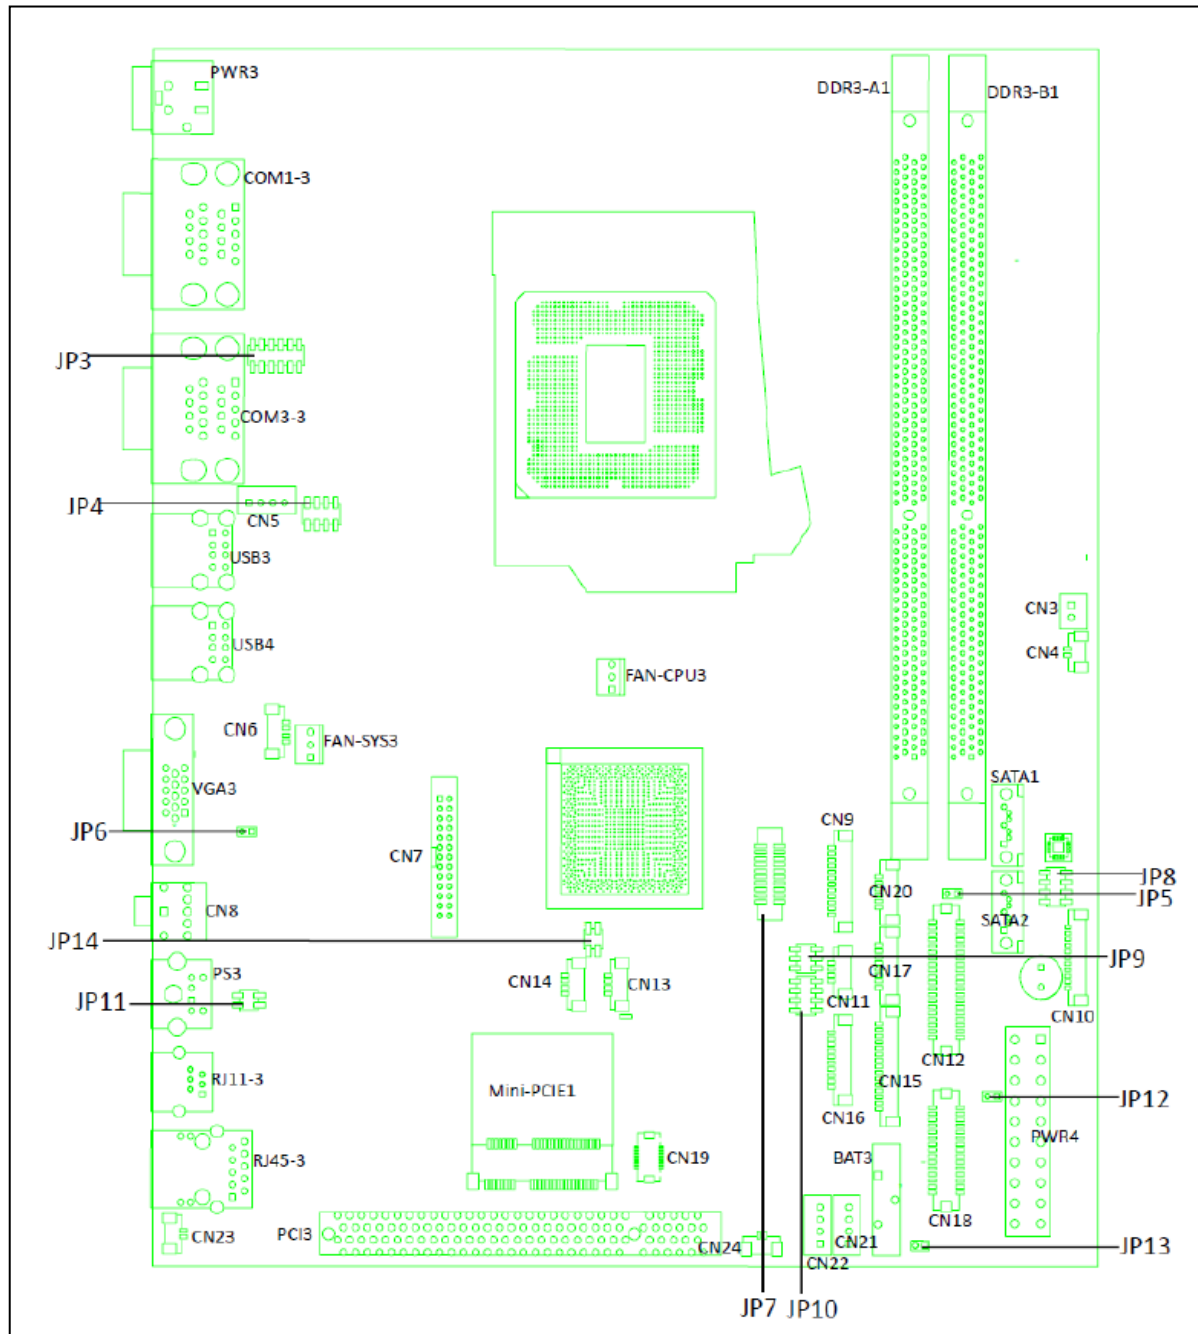 PWR3
DDR3-A1
DDR3-B1
COM1-3
JP3
COM3-3
JP4
CN5
USB3
CN3
USB4
CN4
FAN-CPU3
CN6
FAN-SYS3
SATA1
VGA3
CN9
JP6
CN7
JP8
CN20
JP5
CN8
SATA2
JP14
JP9
PS3
CN14
CN13
CN17
JP11
CN11
CN10
CN12
RJ11-3
CN15
Mini-PCIE1
JP12
CN16
PWR4
CN19
BAT3
RJ45-3
CN18
CN23
PCI3
CN24
CN21
JP13
CN22
JP7
JP10